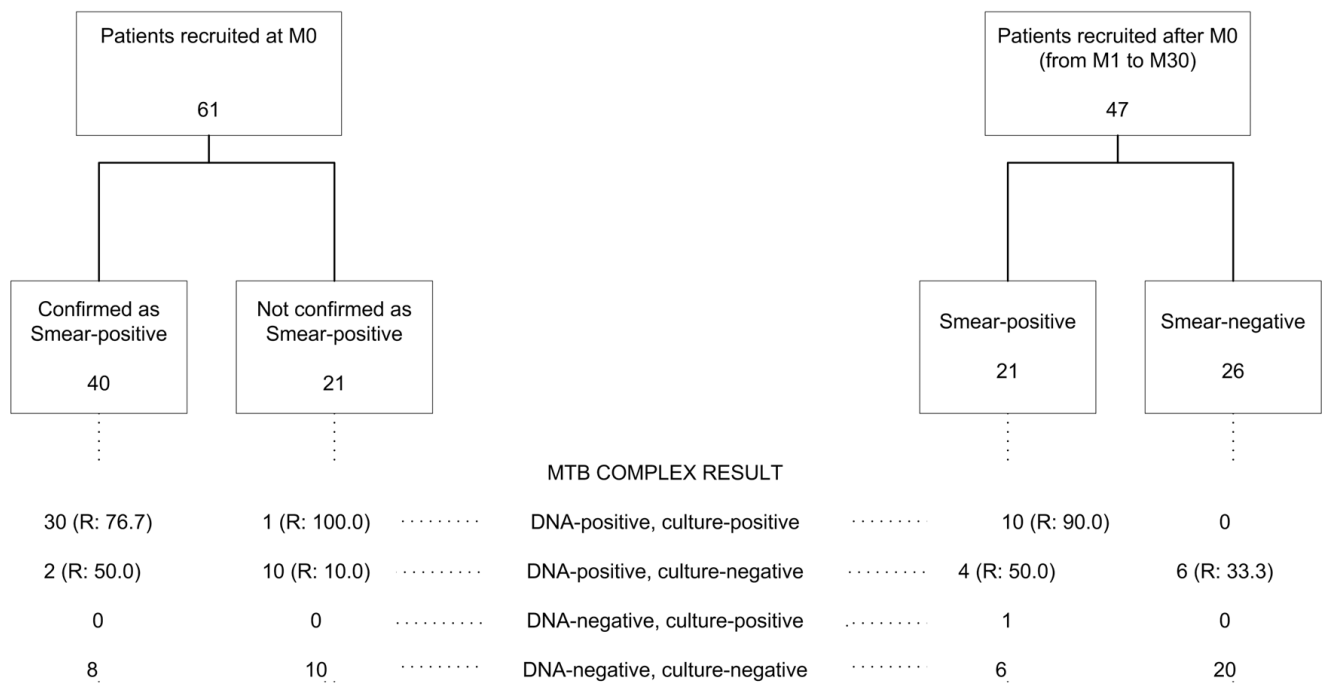 Patients recruited at M0
61
Patients recruited after M0
(from M1 to M30)
47
Confirmed as
Smear-positive
40
Not confirmed as
Smear-positive
21
Smear-positive
21
Smear-negative
26
MTB COMPLEX RESULT
30 (R: 76.7) 1 (R: 100.0) DNA-positive, culture-positive 10 (R: 90.0) 0
2 (R: 50.0) 10 (R: 10.0) DNA-positive, culture-negative 4 (R: 50.0) 6 (R: 33.3)
0 0 DNA-negative, culture-positive 1 0
8 10 DNA-negative, culture-negative 6 20